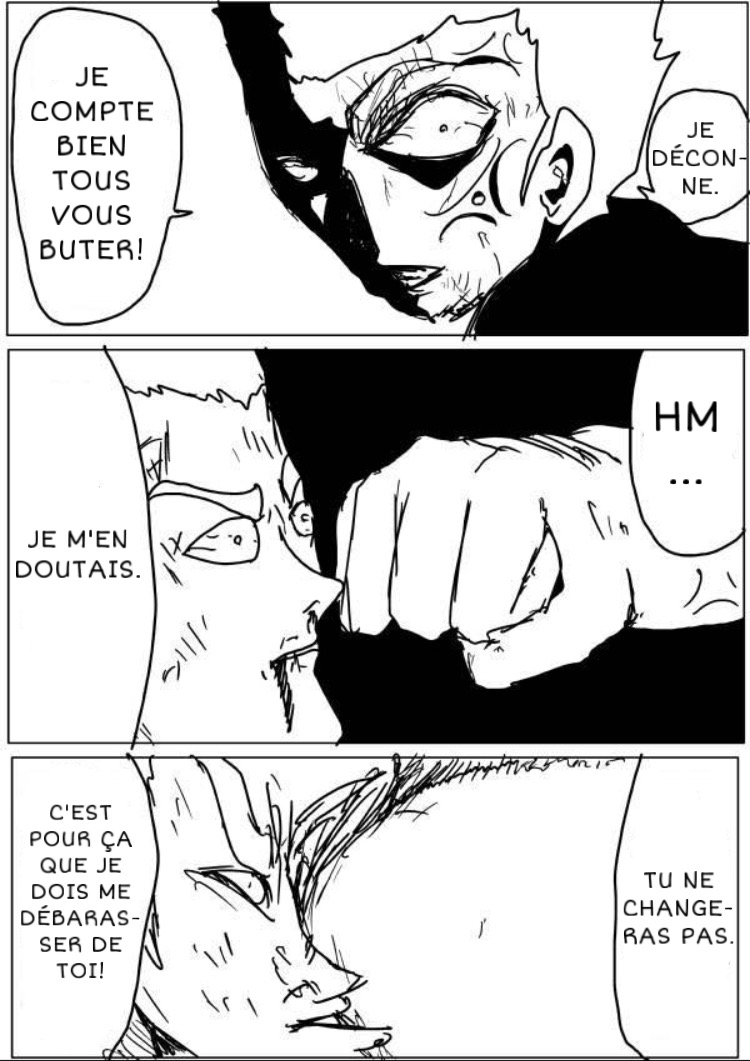 JE
DÉCON-
NE.
JE
COMPTE
BIEN
TOUS
VOUS
BUTER!
HM
...
JE M'EN
DOUTAIS.
TU NE
CHANGE-
RAS PAS.
C'EST
POUR ÇA
QUE JE
DOIS ME
DÉBARAS-
SER DE
TOI!